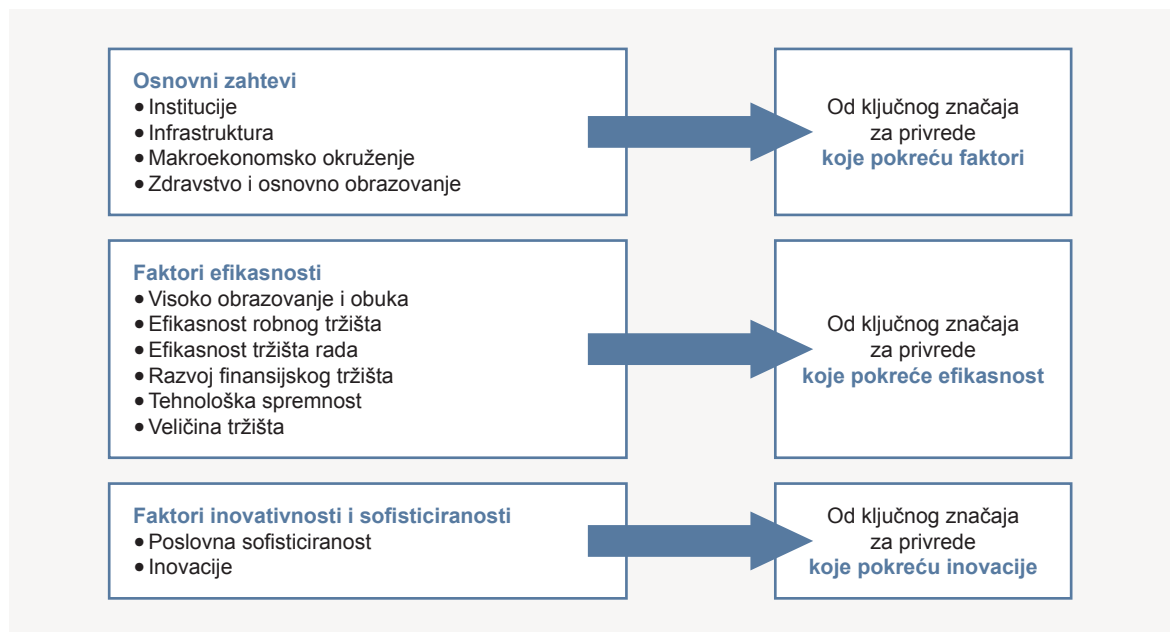 Osnovni zahtevi
• Institucije
• Infrastruktura
• Makroekonomsko okruženje
• Zdravstvo i osnovno obrazovanje
Od ključnog značaja
za privrede
koje pokreću faktori
Faktori efikasnosti
• Visoko obrazovanje i obuka
• Efikasnost robnog tržišta
• Efikasnost tržišta rada
• Razvoj finansijskog tržišta
• Tehnološka spremnost
• Veličina tržišta
Od ključnog značaja
za privrede
koje pokreće efikasnost
Faktori inovativnosti i sofisticiranosti
• Poslovna sofisticiranost
• Inovacije
Od ključnog značaja
za privrede
koje pokreću inovacije